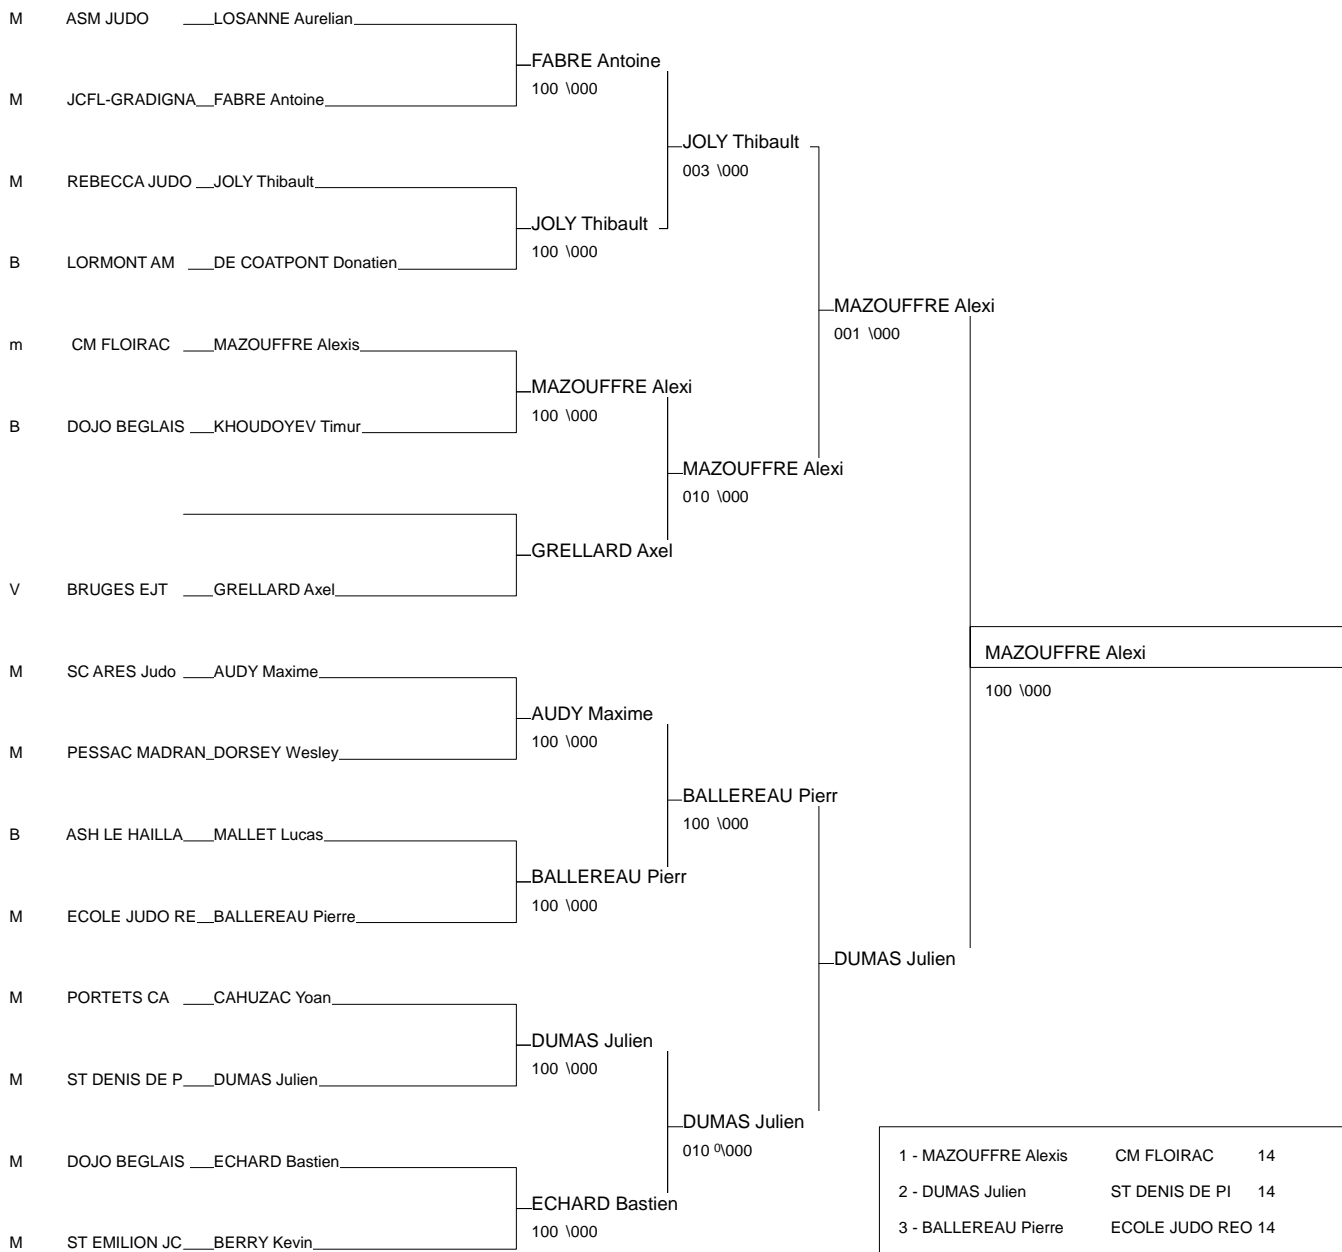 M ASM JUDO LOSANNE Aurelian
FABRE Antoine
100 \000
M JCFL-GRADIGNA FABRE Antoine
JOLY Thibault
003 \000
M REBECCA JUDO JOLY Thibault
JOLY Thibault
100 \000
B LORMONT AM DE COATPONT Donatien
MAZOUFFRE Alexi
001 \000
m CM FLOIRAC MAZOUFFRE Alexis
MAZOUFFRE Alexi
100 \000
B DOJO BEGLAIS KHOUDOYEV Timur
MAZOUFFRE Alexi
010 \000
GRELLARD Axel
V BRUGES EJT GRELLARD Axel
MAZOUFFRE Alexi
100 \000
M SC ARES Judo AUDY Maxime
AUDY Maxime
100 \000
M PESSAC MADRAN DORSEY Wesley
BALLEREAU Pierr
100 \000
B ASH LE HAILLA MALLET Lucas
BALLEREAU Pierr
100 \000
M ECOLE JUDO RE BALLEREAU Pierre
DUMAS Julien
M PORTETS CA CAHUZAC Yoan
DUMAS Julien
100 \000
M ST DENIS DE P DUMAS Julien
DUMAS Julien
010 0\000
M DOJO BEGLAIS ECHARD Bastien
ECHARD Bastien
100 \000
M ST EMILION JC BERRY Kevin
1 - MAZOUFFRE Alexis CM FLOIRAC 14
2 - DUMAS Julien ST DENIS DE PI 14
3 - BALLEREAU Pierre ECOLE JUDO REO 14